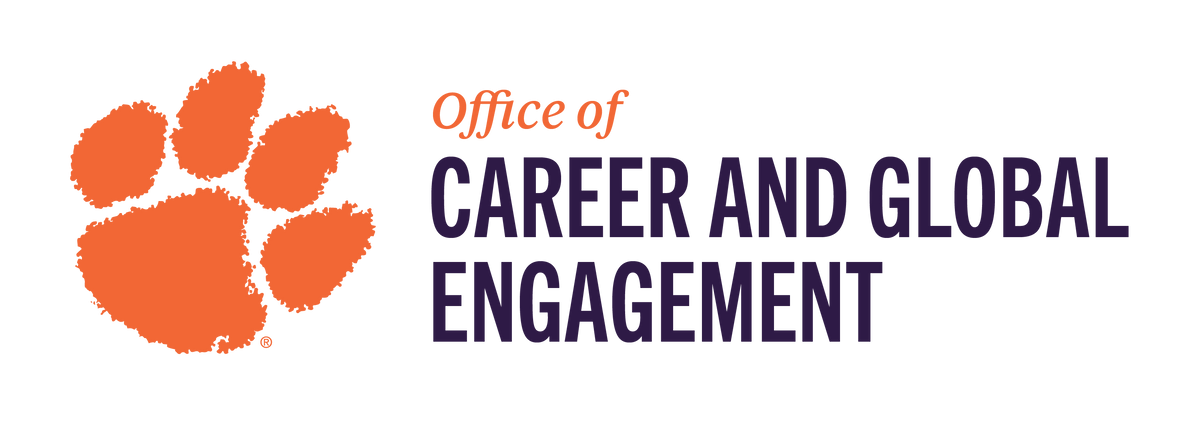 Office of
CAREER AND GLOBAL
ENGAGEMENT
®